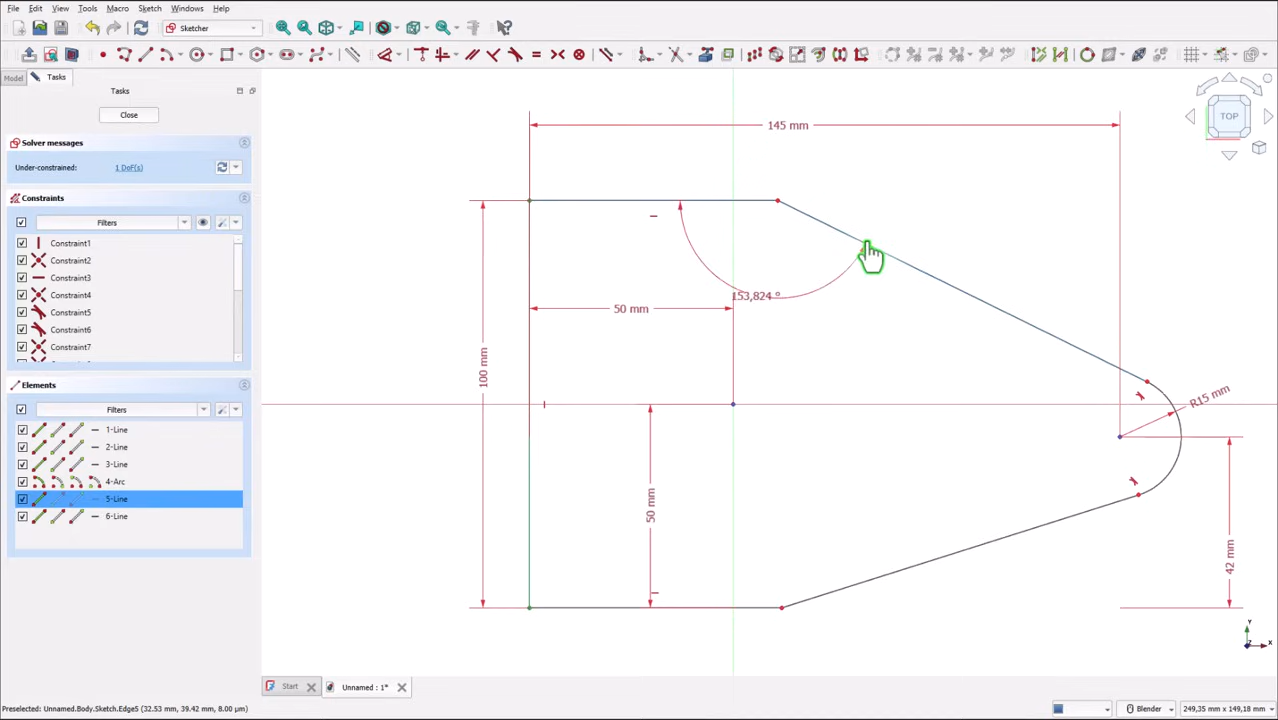 File Edit View Tools Macro Sketch Windows Help
Sketcher
Model Tasks
Tasks
Close
Solver messages
Under-constrained: 1 DoF(s)
Constraints
Filters
Constraint1
Constraint2
Constraint3
Constraint4
Constraint5
Constraint6
Constraint7
Elements
Filters
1-Line
2-Line
3-Line
4-Arc
5-Line
6-Line
TOP
145 mm
153,824 °
50 mm
100 mm
R15 mm
50 mm
42 mm
Y
Z X
Start Unnamed : 1*
Preselected: Unnamed.Body.Sketch.Edge5 (32.53 mm, 39.42 mm, 8.00 μm) Blender 249,35 mm x 149,18 mm